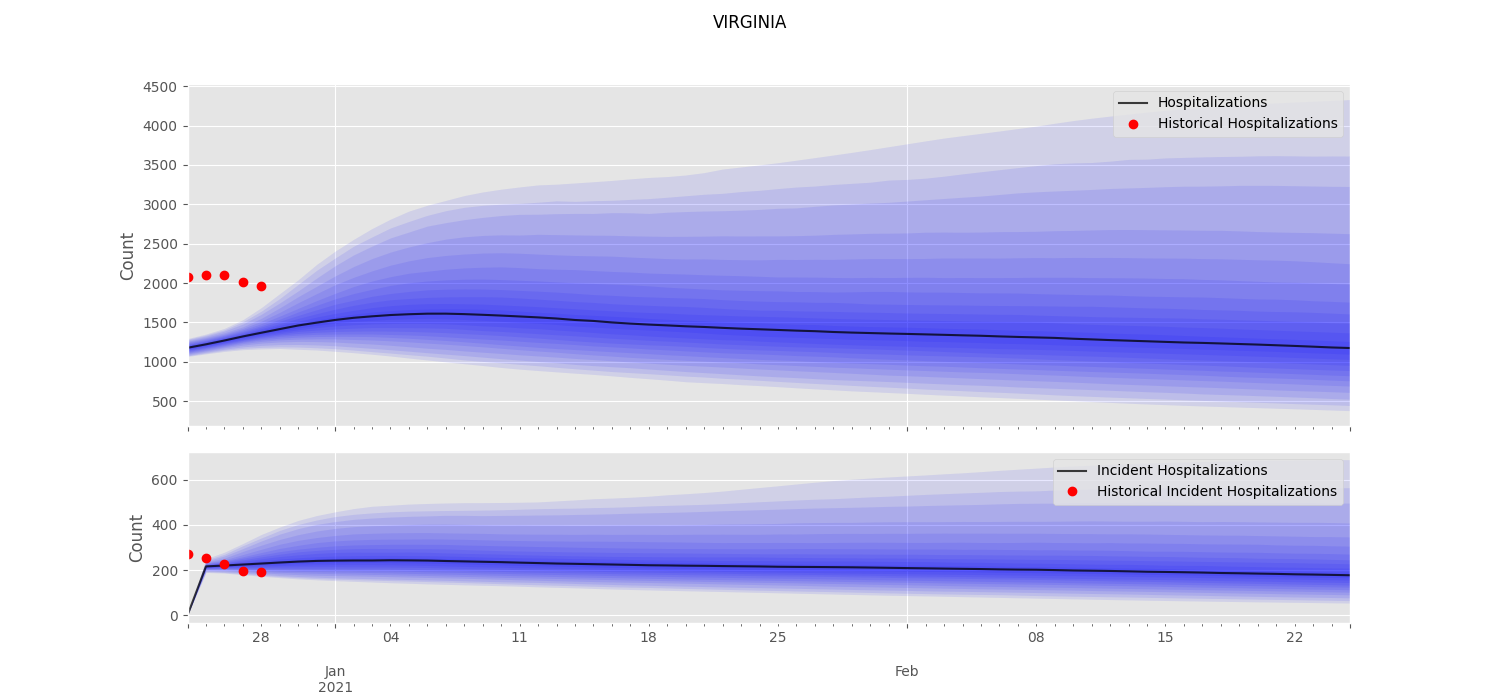 VIRGINIA
4500
4000
3500
3000
2500
2000
1500
1000
500
Count
Hospitalizations
Historical Hospitalizations
600
400
200
0
Count
Incident Hospitalizations
Historical Incident Hospitalizations
28 04 11 18 25 08 15 22
Jan Feb
2021